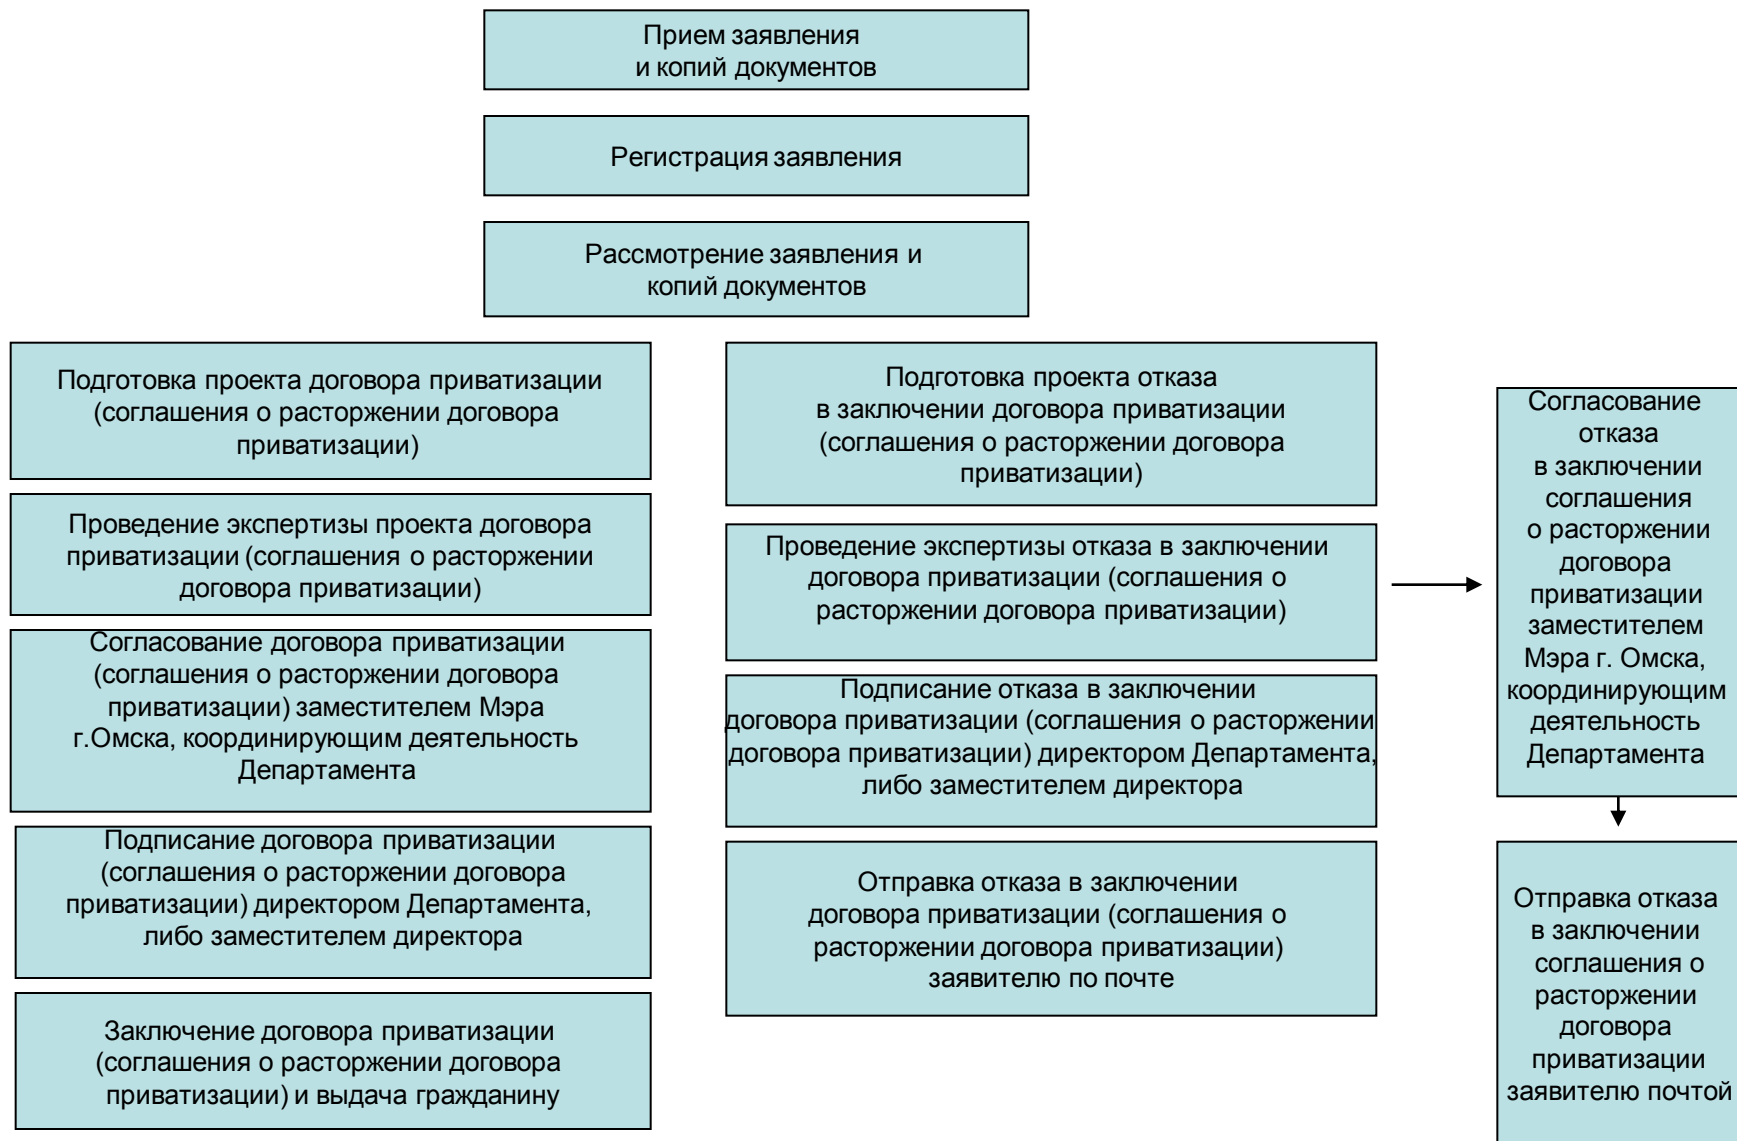 Прием заявления
и копий документов
Регистрация заявления
Рассмотрение заявления и
копий документов
Подготовка проекта договора приватизации
(соглашения о расторжении договора
приватизации)
Проведение экспертизы проекта договора
приватизации (соглашения о расторжении
договора приватизации)
Согласование договора приватизации
(соглашения о расторжении договора
приватизации) заместителем Мэра
г.Омска, координирующим деятельность
Департамента
Подписание договора приватизации
(соглашения о расторжении договора
приватизации) директором Департамента,
либо заместителем директора
Заключение договора приватизации
(соглашения о расторжении договора
приватизации) и выдача гражданину
Подготовка проекта отказа
в заключении договора приватизации
(соглашения о расторжении договора
приватизации)
Проведение экспертизы отказа в заключении
договора приватизации (соглашения о
расторжении договора приватизации)
Подписание отказа в заключении
договора приватизации (соглашения о расторжении
договора приватизации) директором Департамента,
либо заместителем директора
Отправка отказа в заключении
договора приватизации (соглашения о
расторжении договора приватизации)
заявителю по почте
Согласование
отказа
в заключении
соглашения
о расторжении
договора
приватизации
заместителем
Мэра г. Омска,
координирующим
деятельность
Департамента
Отправка отказа
в заключении
соглашения о
расторжении
договора
приватизации
заявителю почтой